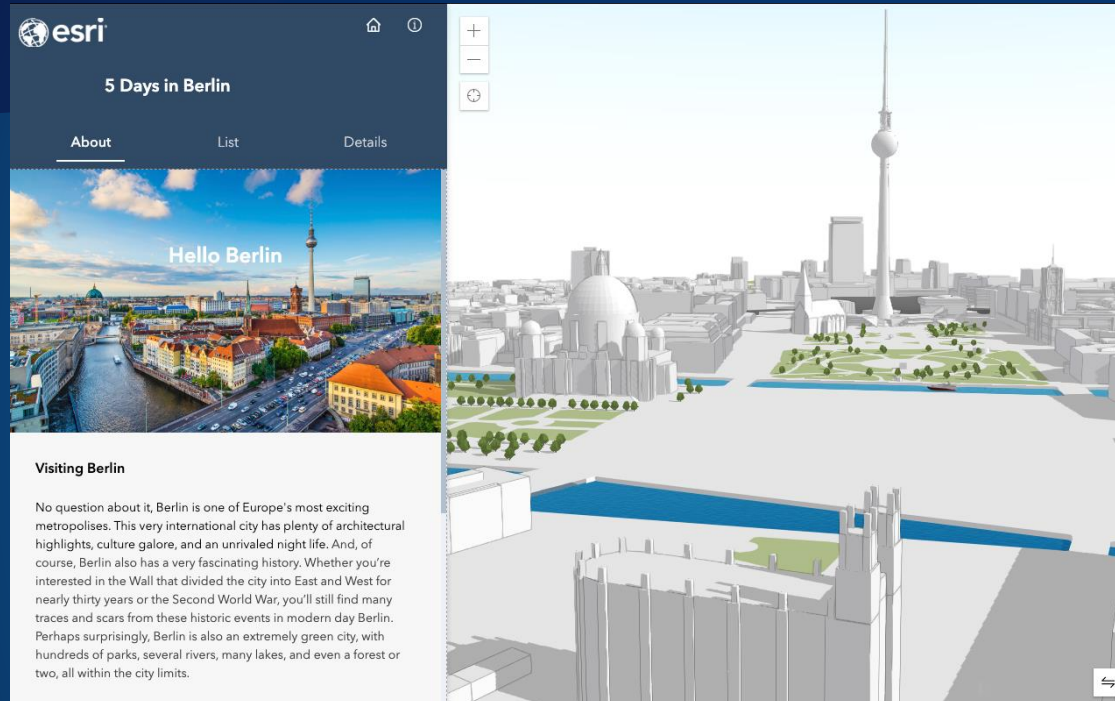 esri
5 Days in Berlin
About
List
Details
Hello Berlin
Visiting Berlin
No question about it, Berlin is one of Europe's most exciting
metropolises. This very international city has plenty of architectural
highlights, culture galore, and an unrivaled night life. And, of
course, Berlin also has a very fascinating history. Whether you're
interested in the Wall that divided the city into East and West for
nearly thirty years or the Second World War, you'll still find many
traces and scars from these historic events in modern day Berlin.
Perhaps surprisingly, Berlin is also an extremely green city, with
hundreds of parks, several rivers, many lakes, and even a forest or
two, all within the city limits.